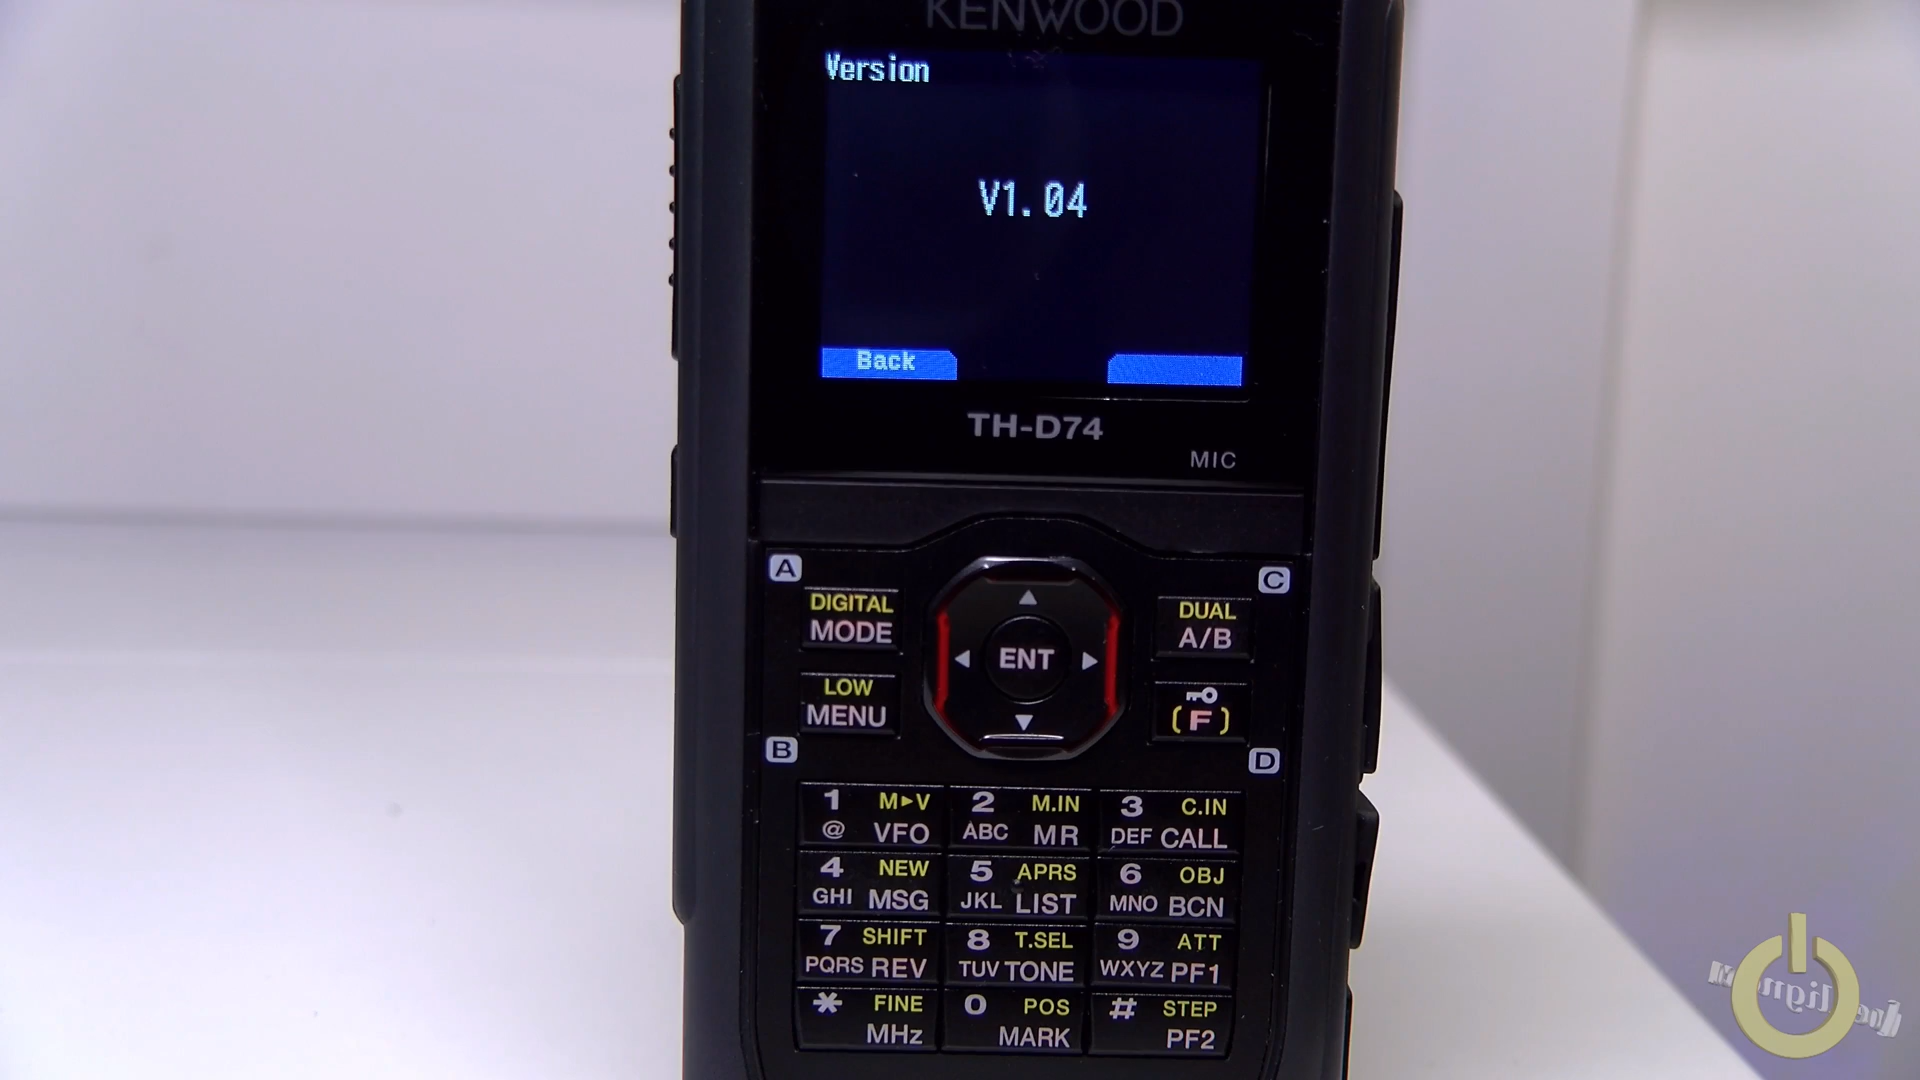 KENWOOD
Version
V1.04
Back
TH-D74
MIC
A
C
DIGITAL
MODE
DUAL
A/B
ENT
LOW
MENU
(F)
B
D
1 M►V
@ VFO
2 M.IN
ABC MR
3 C.IN
DEF CALL
4 NEW
GHI MSG
5 APRS
JKL LIST
6 OBJ
MNO BCN
7 SHIFT
PQRS REV
8 T.SEL
TUV TONE
9 ATT
WXYZ PF1
* FINE
MHz
0 POS
MARK
# STEP
PF2